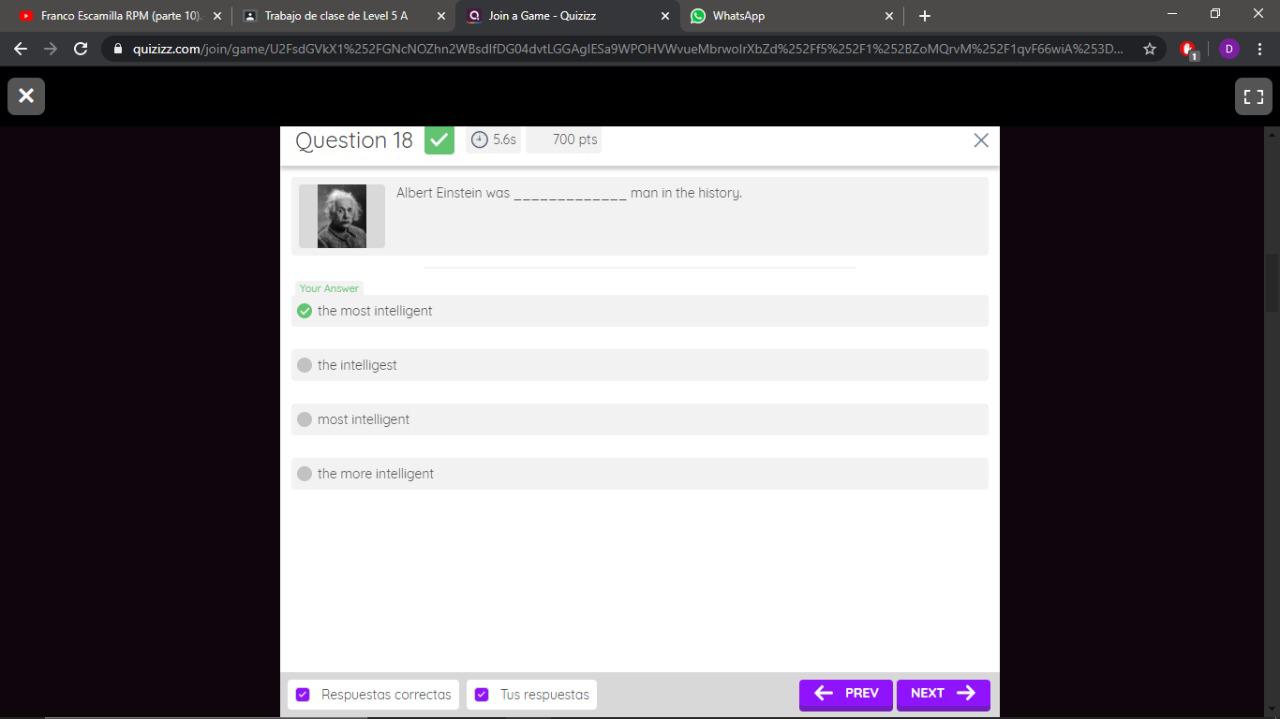 Franco Escamilla RPM (parte 10).
Trabajo de clase de Level 5 A
Join a Game - Quizizz
WhatsApp
quizizz.com/join/game/U2FsdGVkX1%252FGNcNOZhn2WBsdIfDG04dvtLGGAgIESa9WPOHVWvueMbrwoIrXbZd%252Ff5%252F1%252BZoMQrvM%252F1qvF66wiA%253D...
1
D
Question 18
5.6s
700 pts
Albert Einstein was _____________ man in the history.
Your Answer
the most intelligent
the intelligest
most intelligent
the more intelligent
Respuestas correctas
Tus respuestas
PREV
NEXT